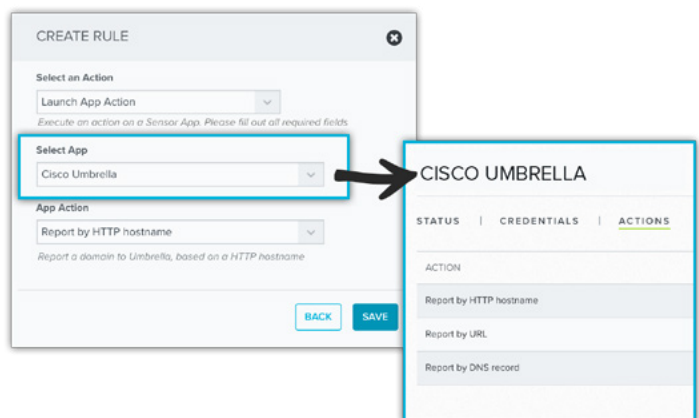 CREATE RULE
Select an Action
Launch App Action
Execute an action on a Sensor App. Please fill out all required fields
Select App
Cisco Umbrella
App Action
Report by HTTP hostname
Report a domain to Umbrella, based on a HTTP hostname
BACK
SAVE
CISCO UMBRELLA
STATUS | CREDENTIALS | ACTIONS
ACTION
Report by HTTP hostname
Report by URL
Report by DNS record